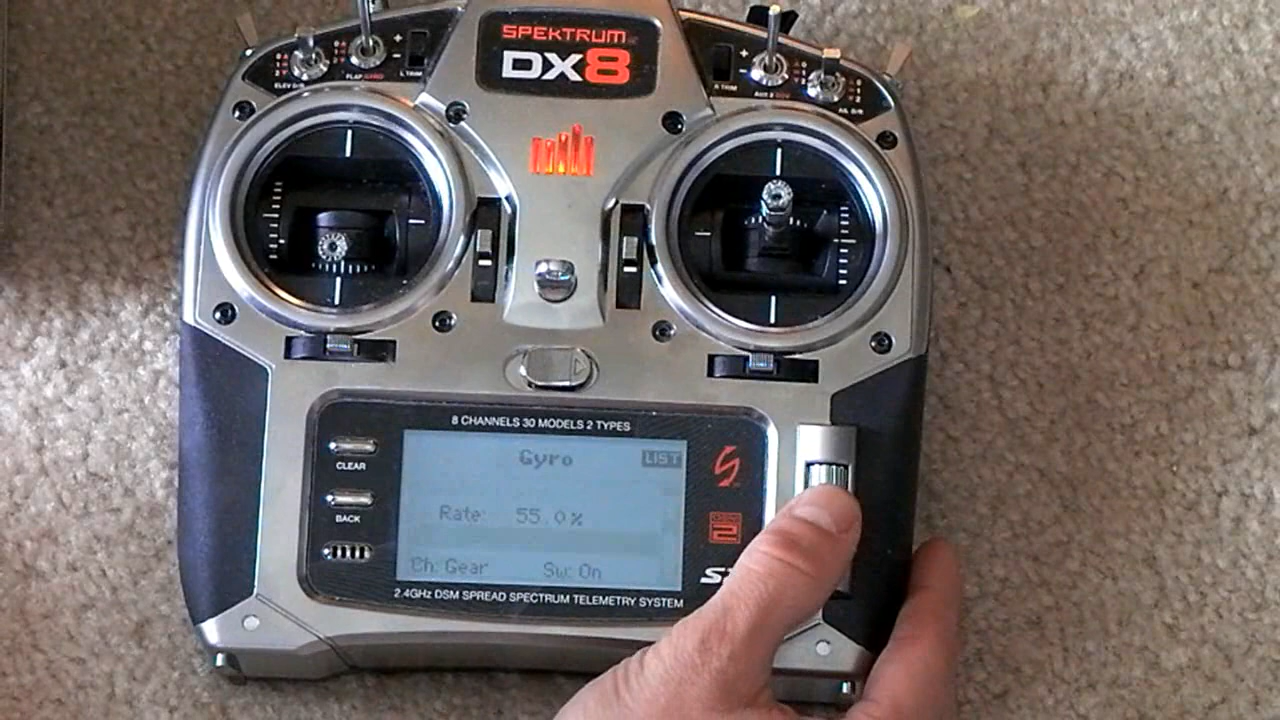 SPEKTRUM
DX8
ELEV D/R
FLAP GYRO
L TRIM
R TRIM
AUX 2
AIL D/R
8 CHANNELS 30 MODELS 2 TYPES
Gyro LIST
CLEAR
Rate: 55.0%
BACK
Ch: Gear Sw: On
2.4GHz DSM SPREAD SPECTRUM TELEMETRY SYSTEM